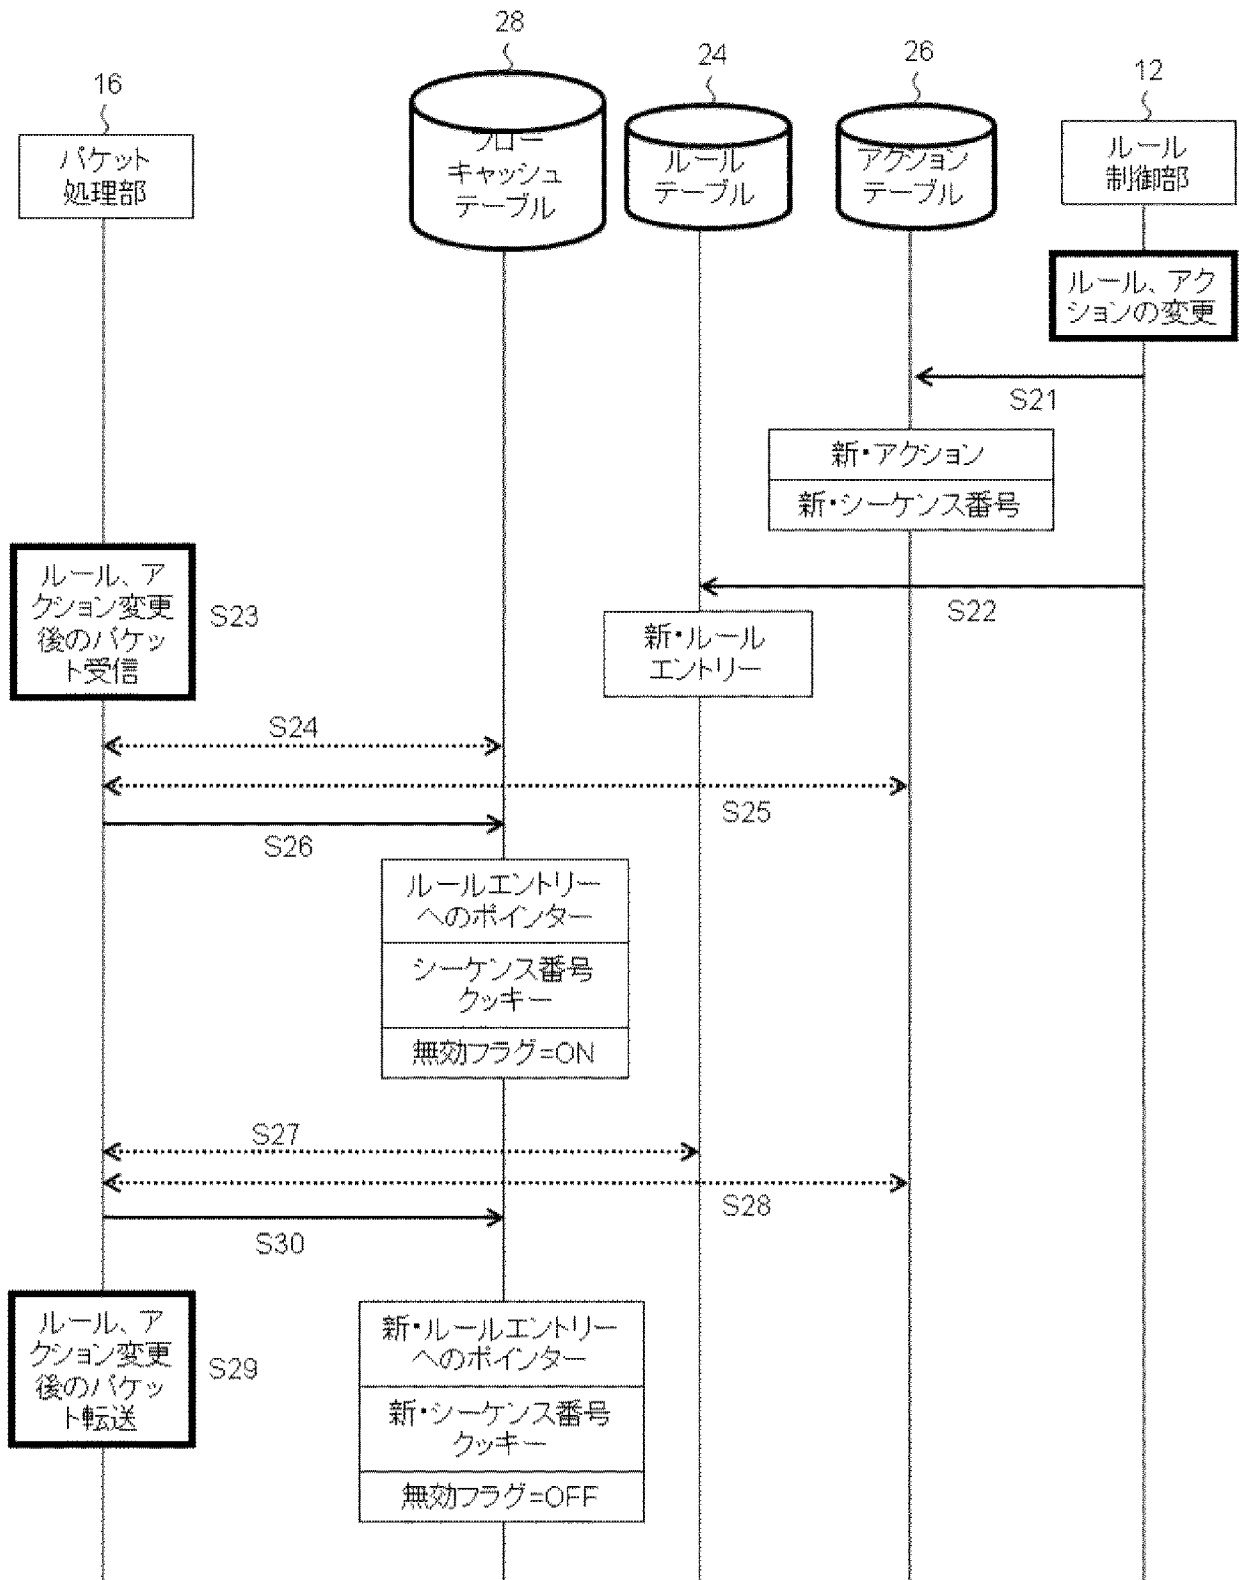 28
24
26
12
16
パケット
処理部
フロー
キャッシュ
テーブル
ルール
テーブル
アクション
テーブル
ルール
制御部
ルール、アク
ションの変更
S21
新・アクション
新・シーケンス番号
S22
ルール、ア
クション変更
後のパケッ
ト受信
S23
新・ルール
エントリー
S24
S25
S26
ルールエントリー
へのポインター
シーケンス番号
クッキー
無効フラグ=ON
S27
S28
S30
ルール、ア
クション変更
後のパケッ
ト転送
S29
新・ルールエントリー
へのポインター
新・シーケンス番号
クッキー
無効フラグ=OFF